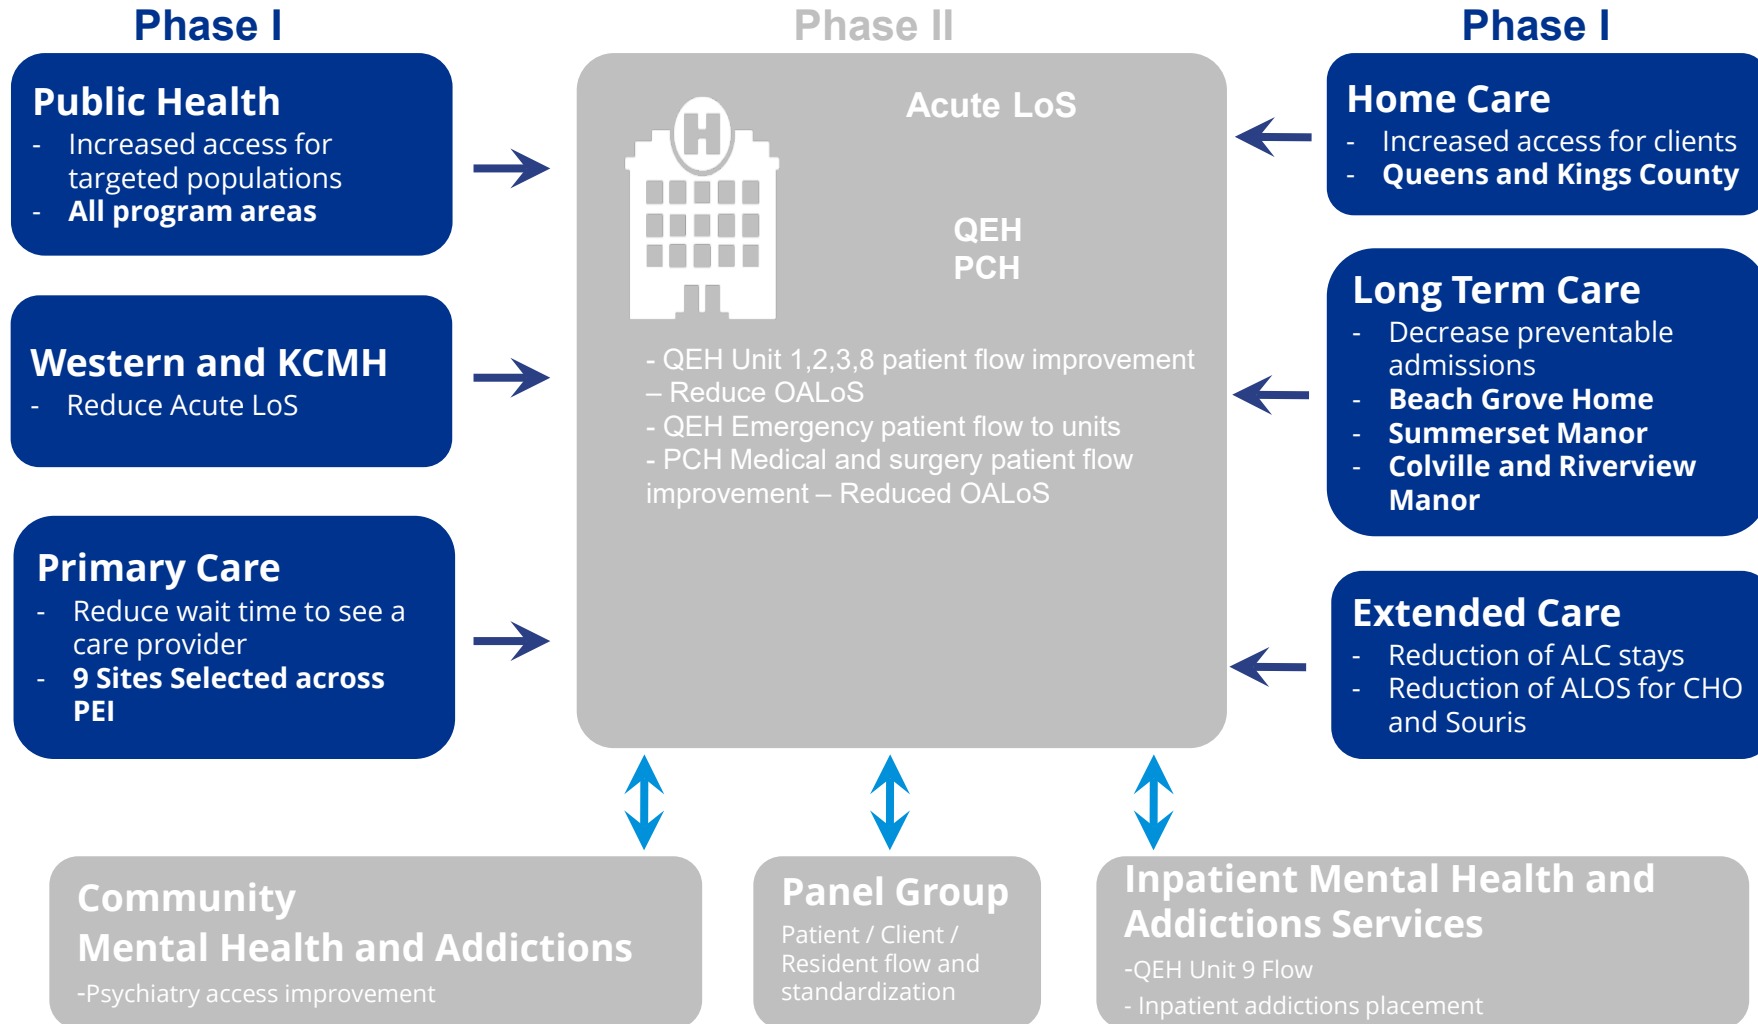 Phase I
Phase II
Phase I
Public Health
- Increased access for
targeted populations
- All program areas
Western and KCMH
- Reduce Acute LoS
Primary Care
- Reduce wait time to see a
care provider
- 9 Sites Selected across
PEI
H
Acute LoS
QEH
PCH
- QEH Unit 1,2,3,8 patient flow improvement
– Reduce OALoS
- QEH Emergency patient flow to units
- PCH Medical and surgery patient flow
improvement – Reduced OALoS
Home Care
- Increased access for clients
- Queens and Kings County
Long Term Care
- Decrease preventable
admissions
- Beach Grove Home
- Summerset Manor
- Colville and Riverview
Manor
Extended Care
- Reduction of ALC stays
- Reduction of ALOS for CHO
and Souris
Community
Mental Health and Addictions
-Psychiatry access improvement
Panel Group
Patient / Client /
Resident flow and
standardization
Inpatient Mental Health and
Addictions Services
-QEH Unit 9 Flow
- Inpatient addictions placement